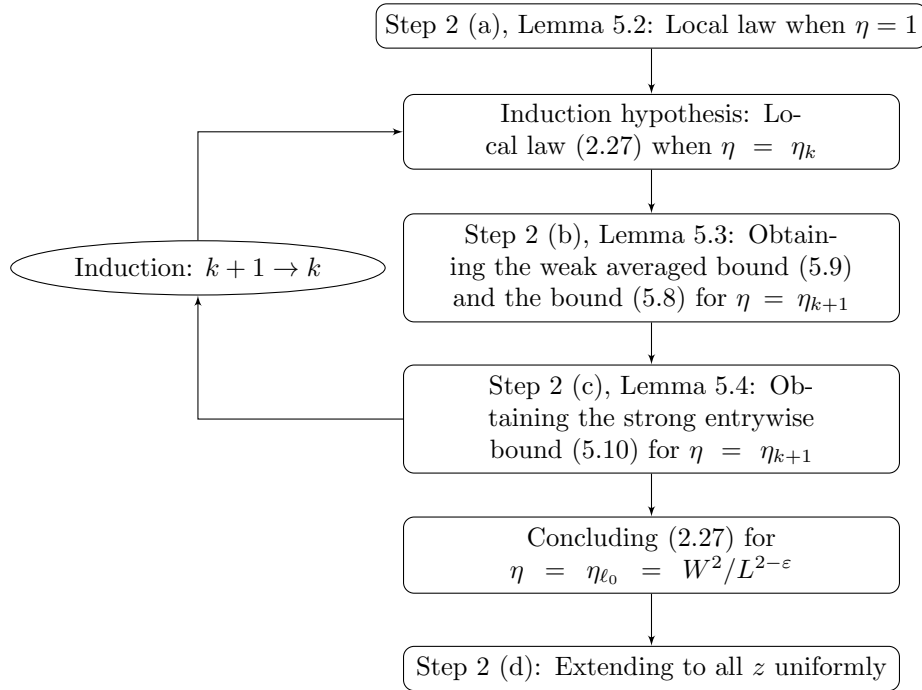 Step 2 (a), Lemma 5.2: Local law when η = 1
Induction hypothesis: Lo-
cal law (2.27) when η = η_k
Step 2 (b), Lemma 5.3: Obtain-
ing the weak averaged bound (5.9)
and the bound (5.8) for η = η_{k+1}
Induction: k + 1 → k
Step 2 (c), Lemma 5.4: Ob-
taining the strong entrywise
bound (5.10) for η = η_{k+1}
Concluding (2.27) for
η = η_{ℓ_0} = W^2/L^{2−ε}
Step 2 (d): Extending to all z uniformly